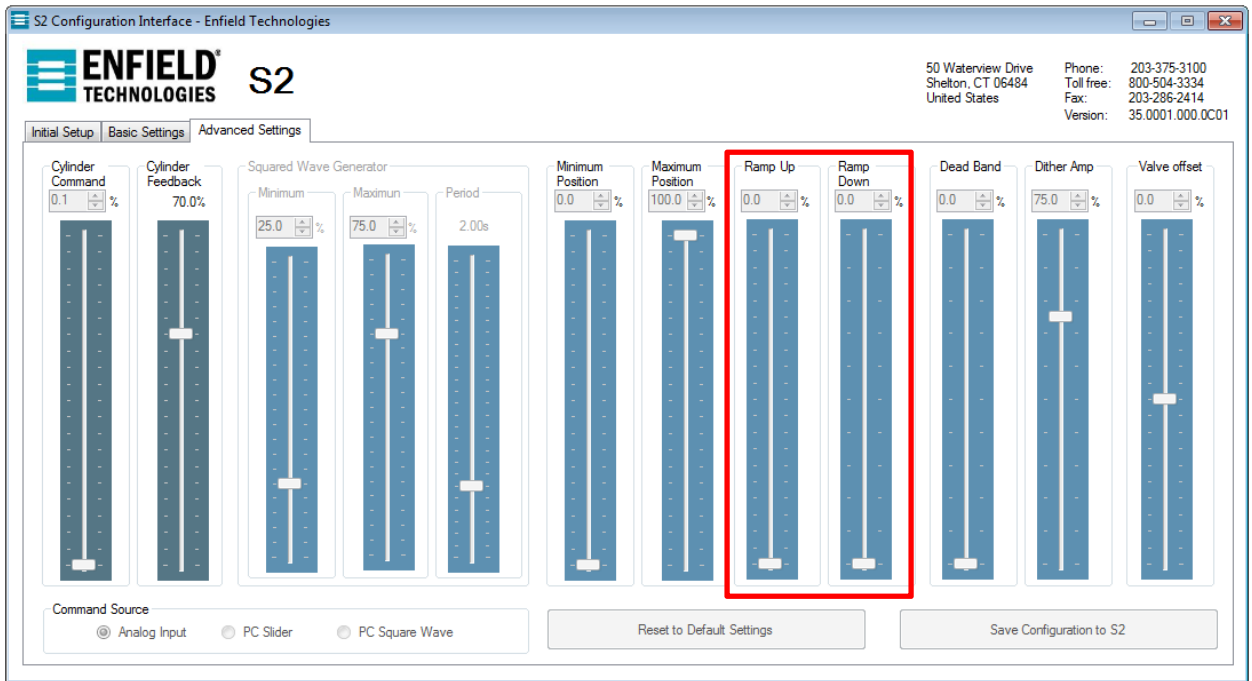 S2 Configuration Interface - Enfield Technologies
ENFIELD®
TECHNOLOGIES
S2
50 Waterview Drive
Shelton, CT 06484
United States
Phone: 203-375-3100
Toll free: 800-504-3334
Fax: 203-286-2414
Version: 35.0001.000.0C01
Initial Setup Basic Settings Advanced Settings
Cylinder
Command
0.1 %
Cylinder
Feedback
70.0%
Squared Wave Generator
Minimum
25.0 %
Maximun
75.0 %
Period
2.00s
Minimum
Position
0.0 %
Maximum
Position
100.0 %
Ramp Up
0.0 %
Ramp
Down
0.0 %
Dead Band
0.0 %
Dither Amp
75.0 %
Valve offset
0.0 %
Command Source
Analog Input PC Slider PC Square Wave
Reset to Default Settings
Save Configuration to S2